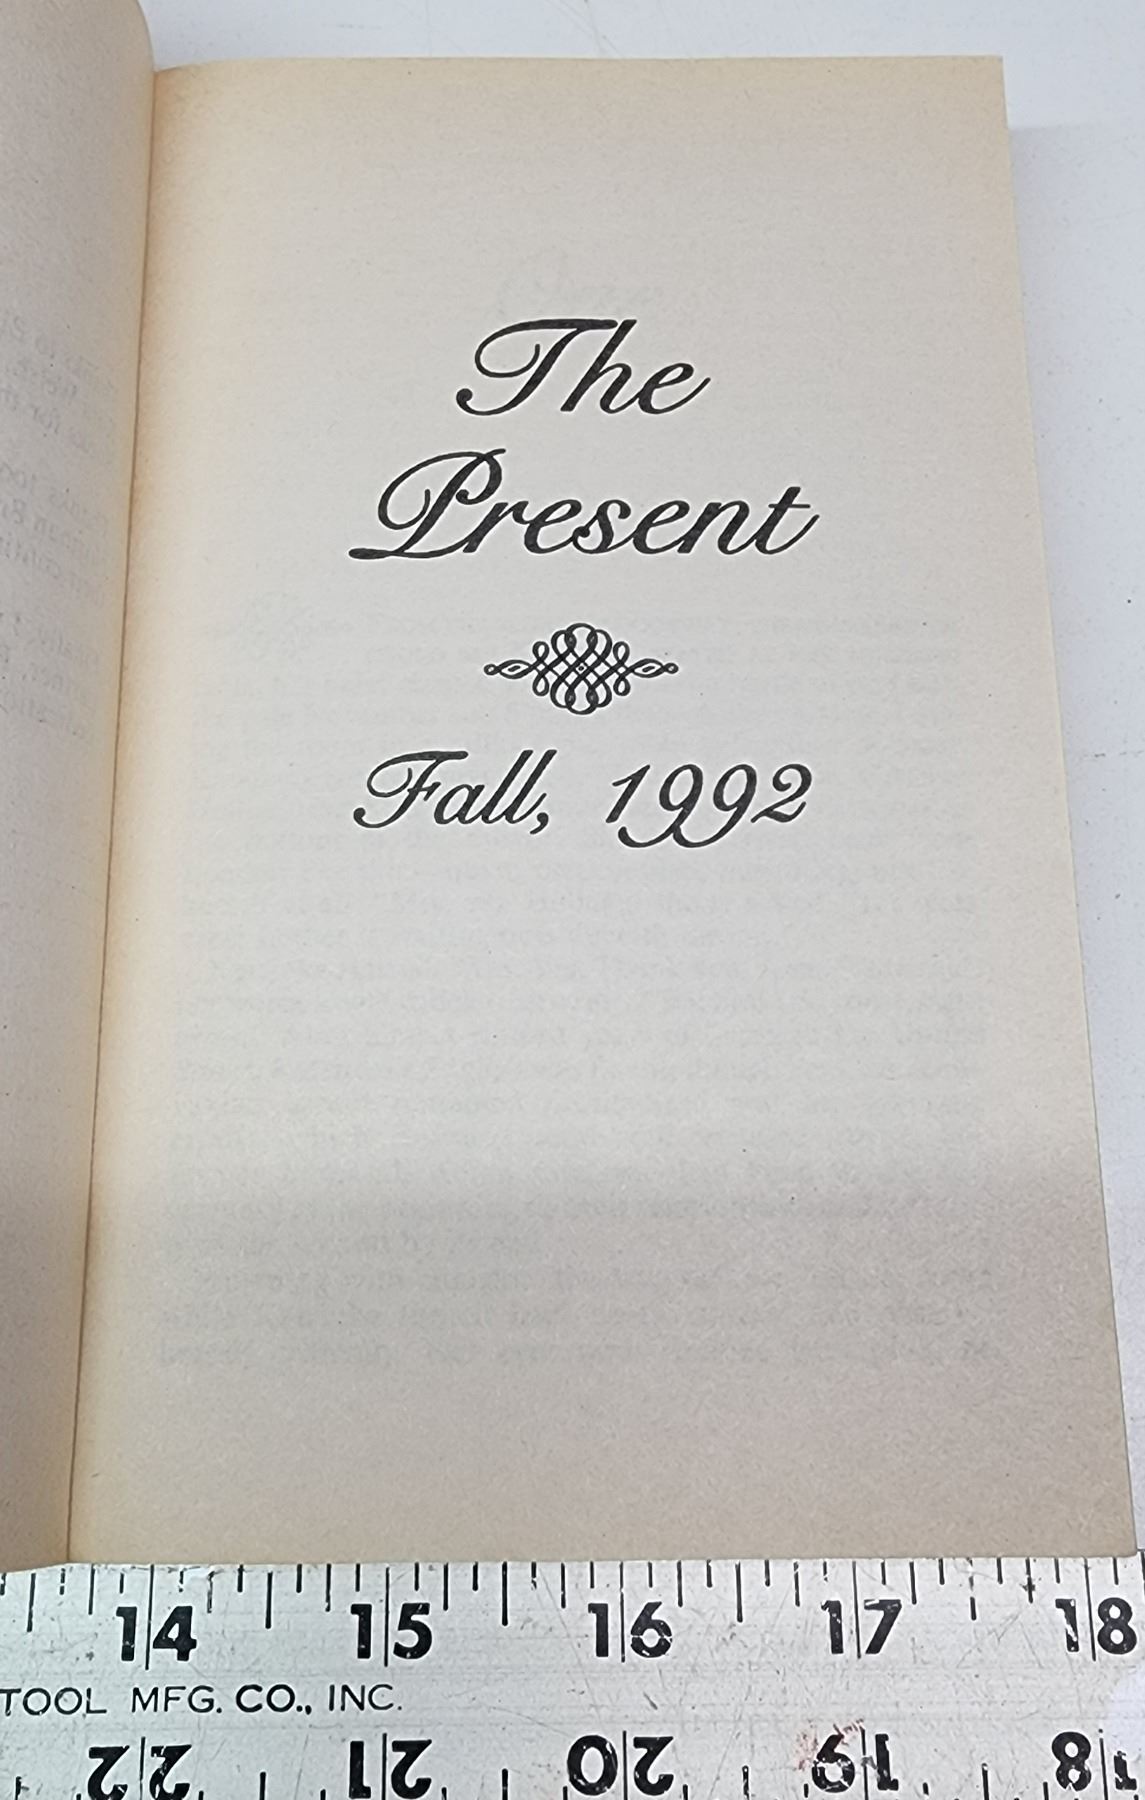 The
Present
Fall, 1992
14 15 16 17 18
TOOL MFG. CO., INC.
22 21 20 19 18